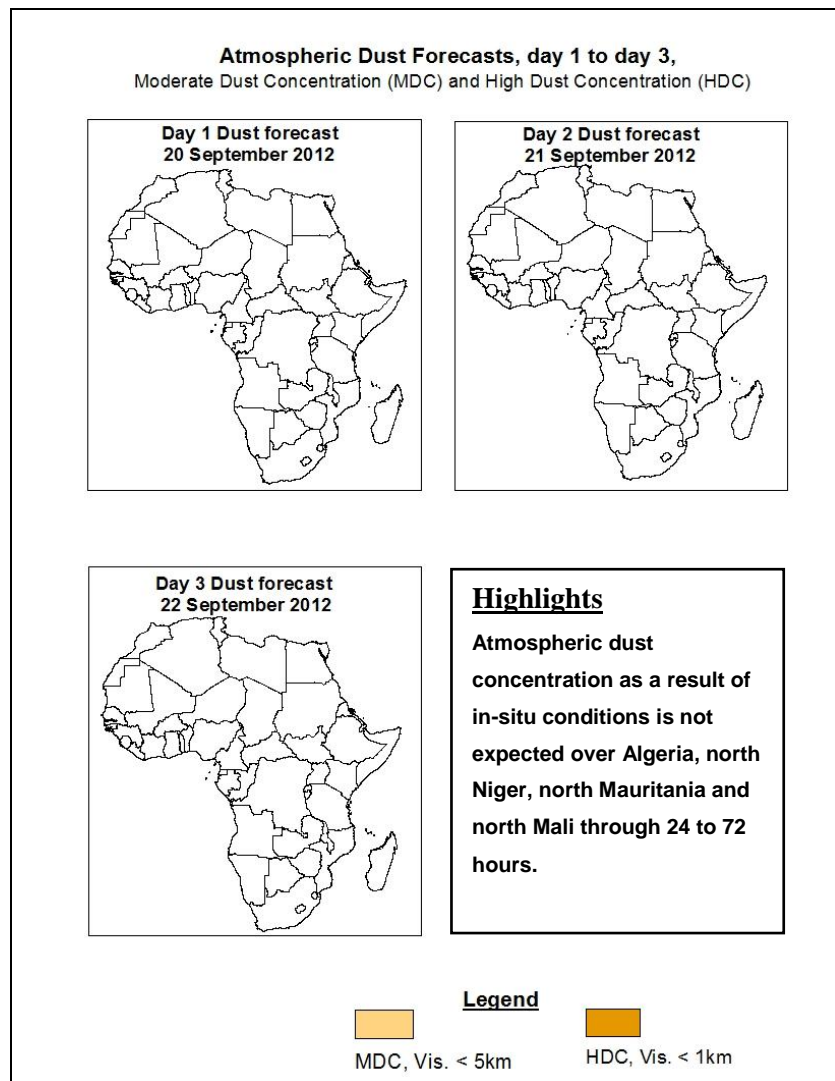 Atmospheric Dust Forecasts, day 1 to day 3,
Moderate Dust Concentration (MDC) and High Dust Concentration (HDC)
Day 1 Dust forecast
20 September 2012
Day 2 Dust forecast
21 September 2012
Day 3 Dust forecast
22 September 2012
Highlights
Atmospheric dust
concentration as a result of
in-situ conditions is not
expected over Algeria, north
Niger, north Mauritania and
north Mali through 24 to 72
hours.
Legend
MDC, Vis. < 5km
HDC, Vis. < 1km